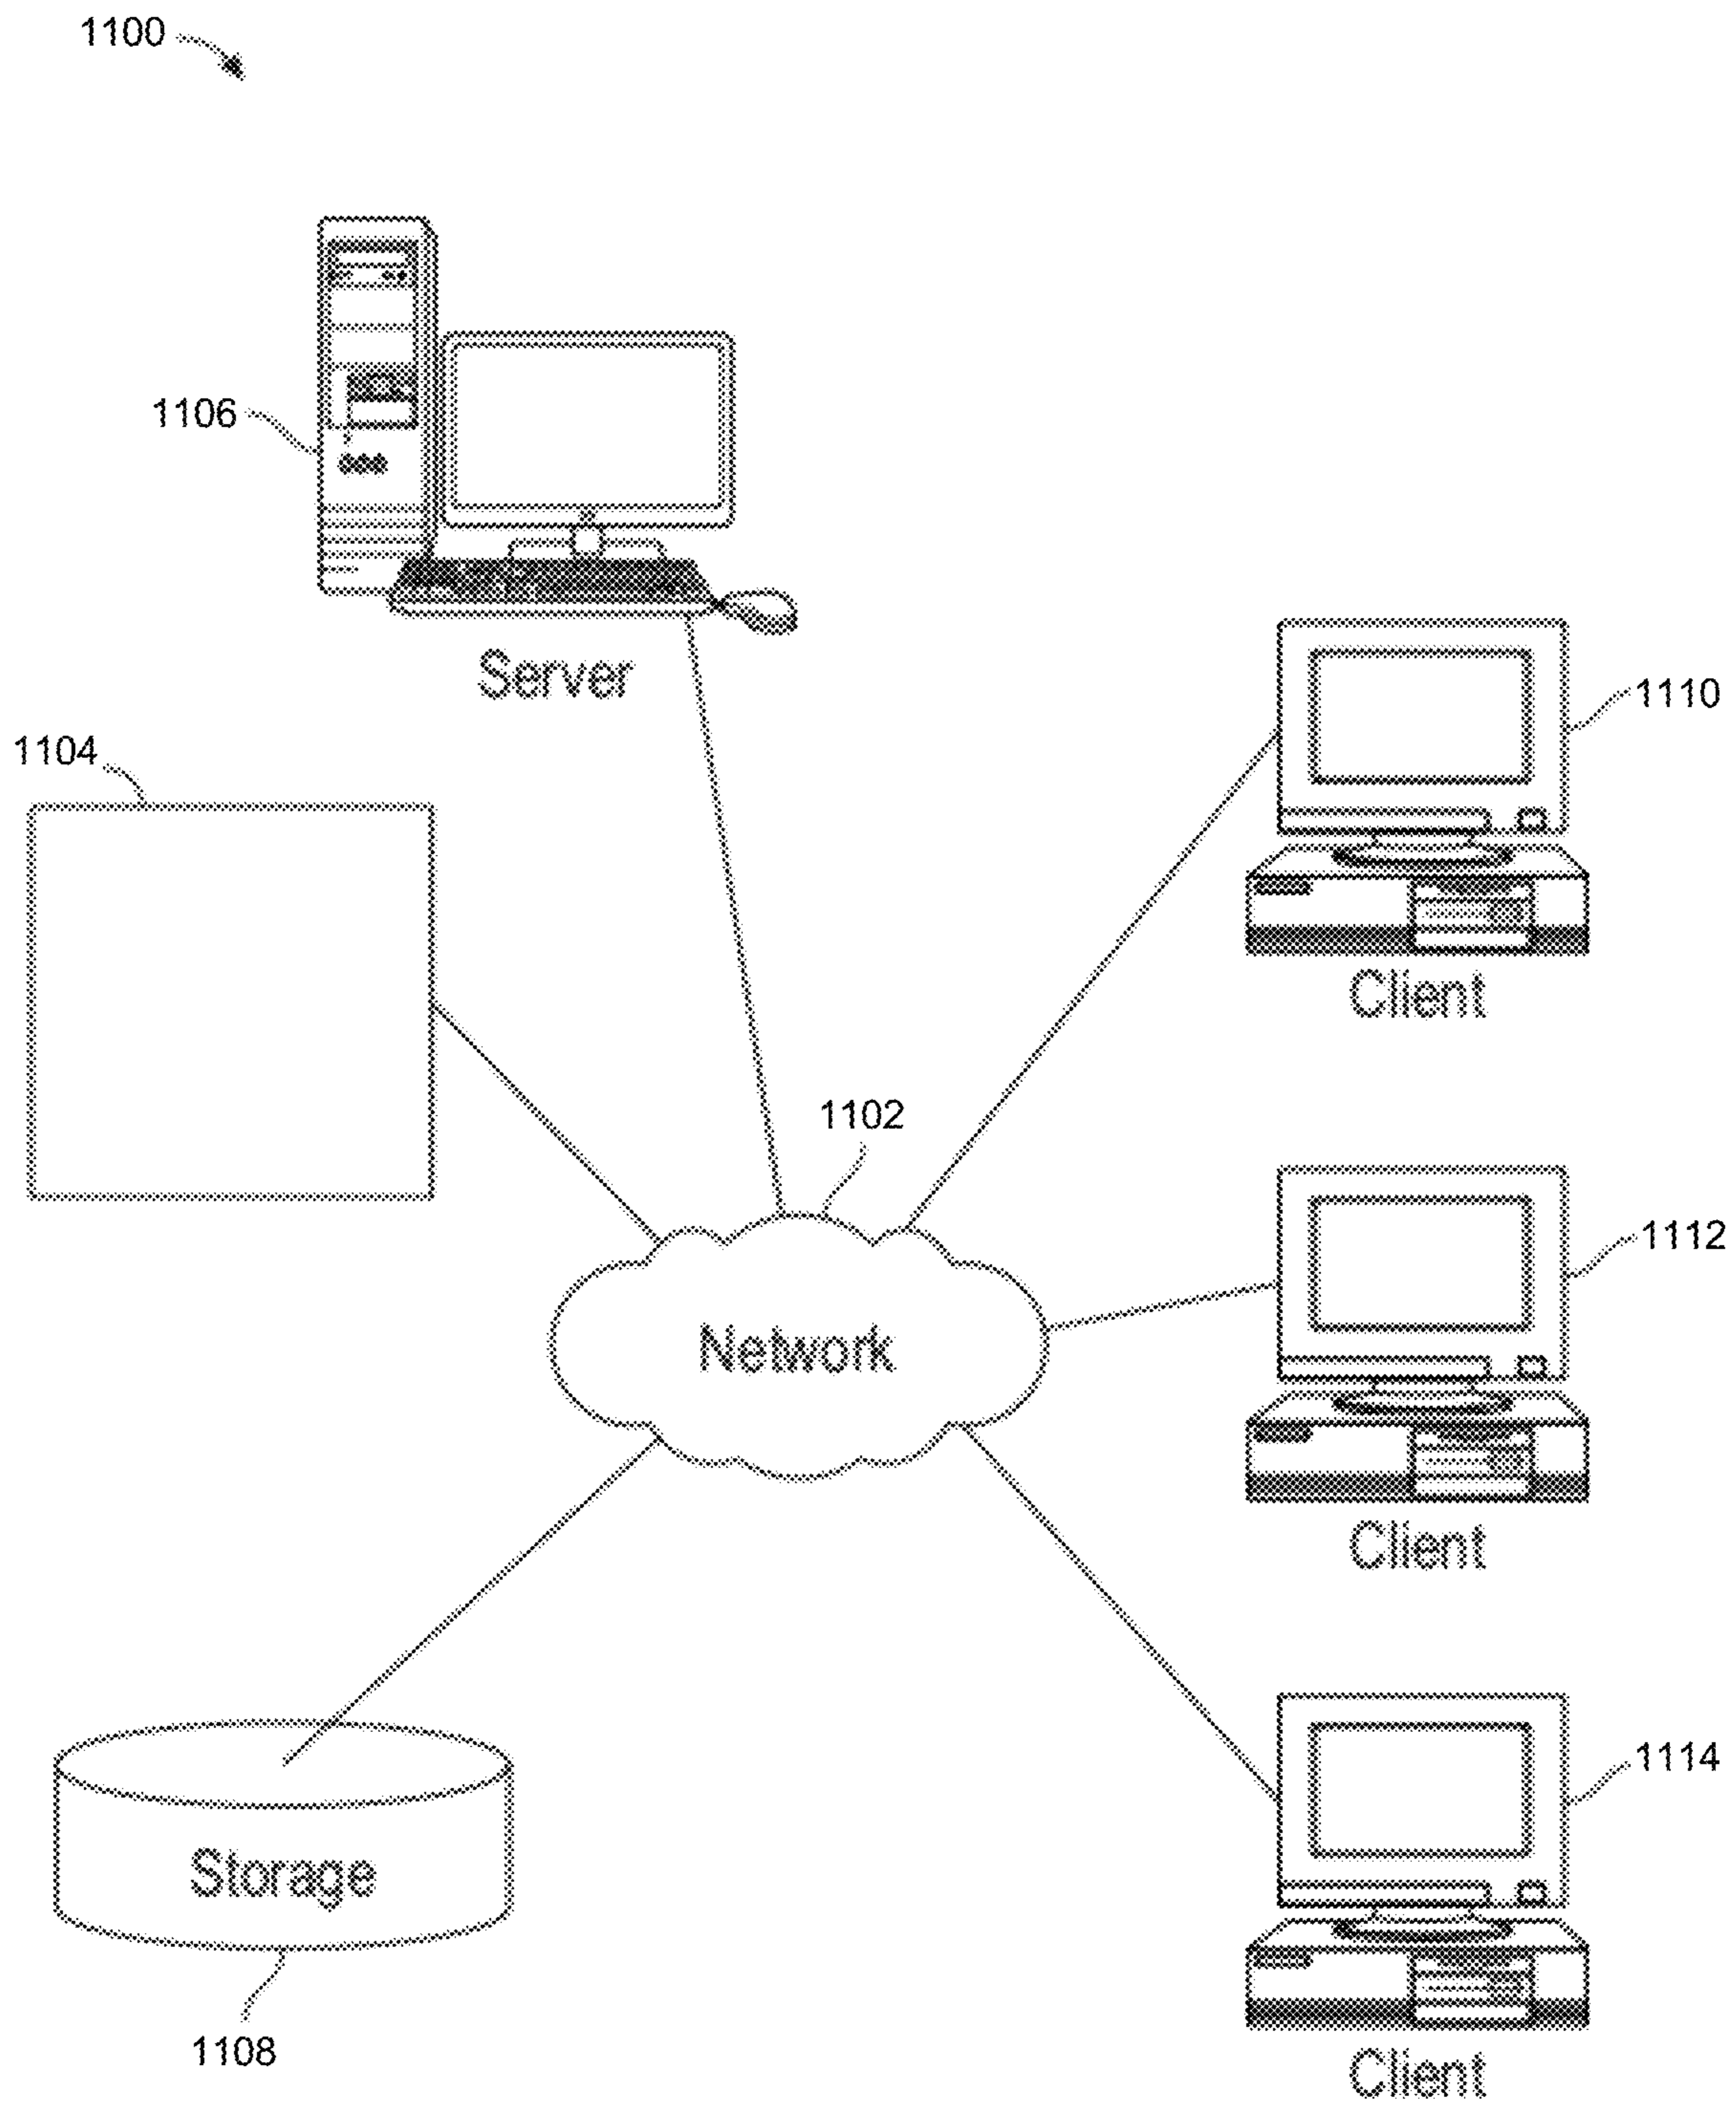 1100
1106
Server
1110
1104
Client
1102
1112
Network
Client
1114
Storage
1108
Client